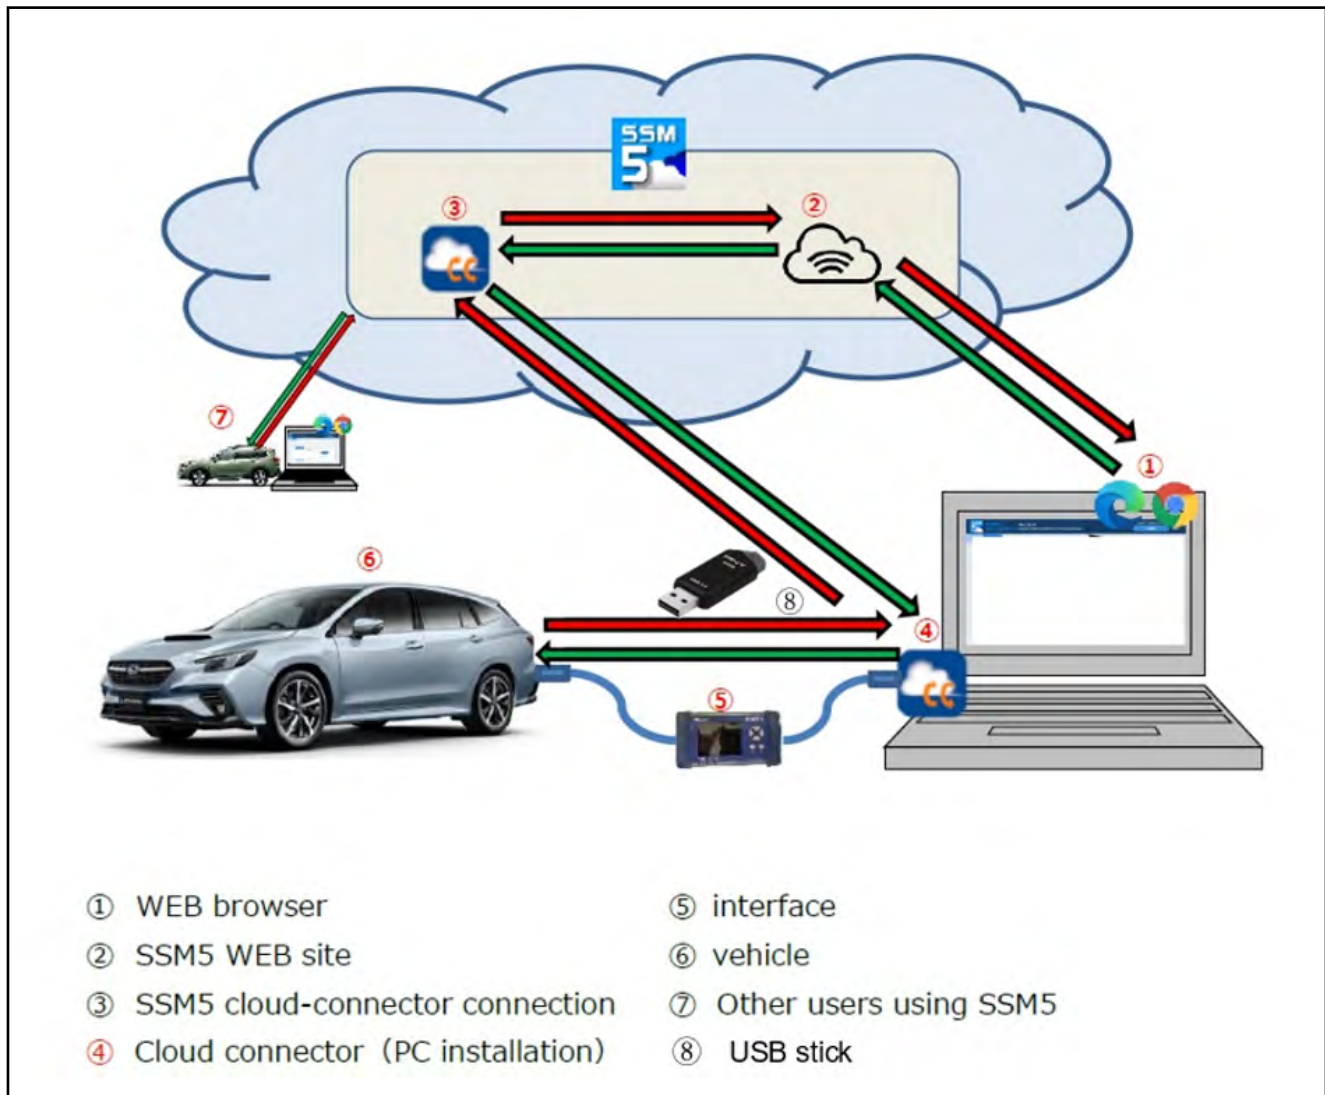 SSM
5
③
②
⑦
①
⑥
⑧
④
⑤
① WEB browser
② SSM5 WEB site
③ SSM5 cloud-connector connection
④ Cloud connector（PC installation）
⑤ interface
⑥ vehicle
⑦ Other users using SSM5
⑧ USB stick